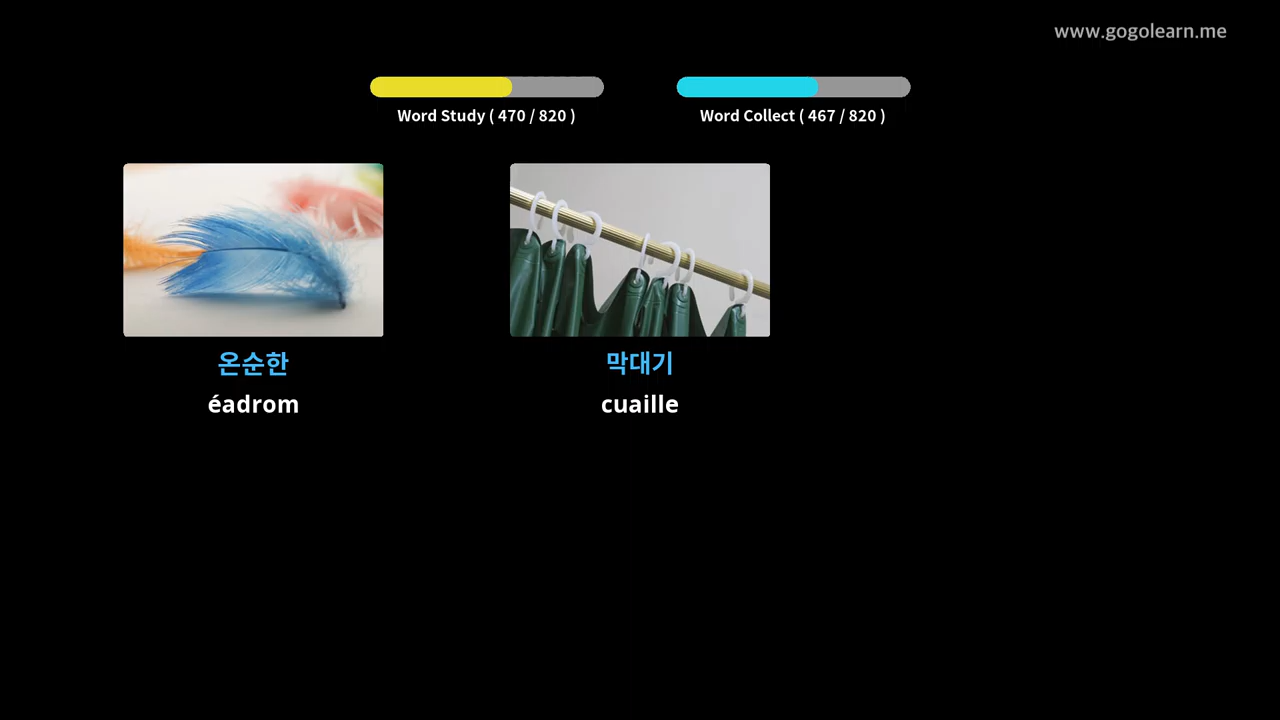 www.gogolearn.me
Word Study ( 470 / 820 )
Word Collect ( 467 / 820 )
온순한
éadrom
막대기
cuaille